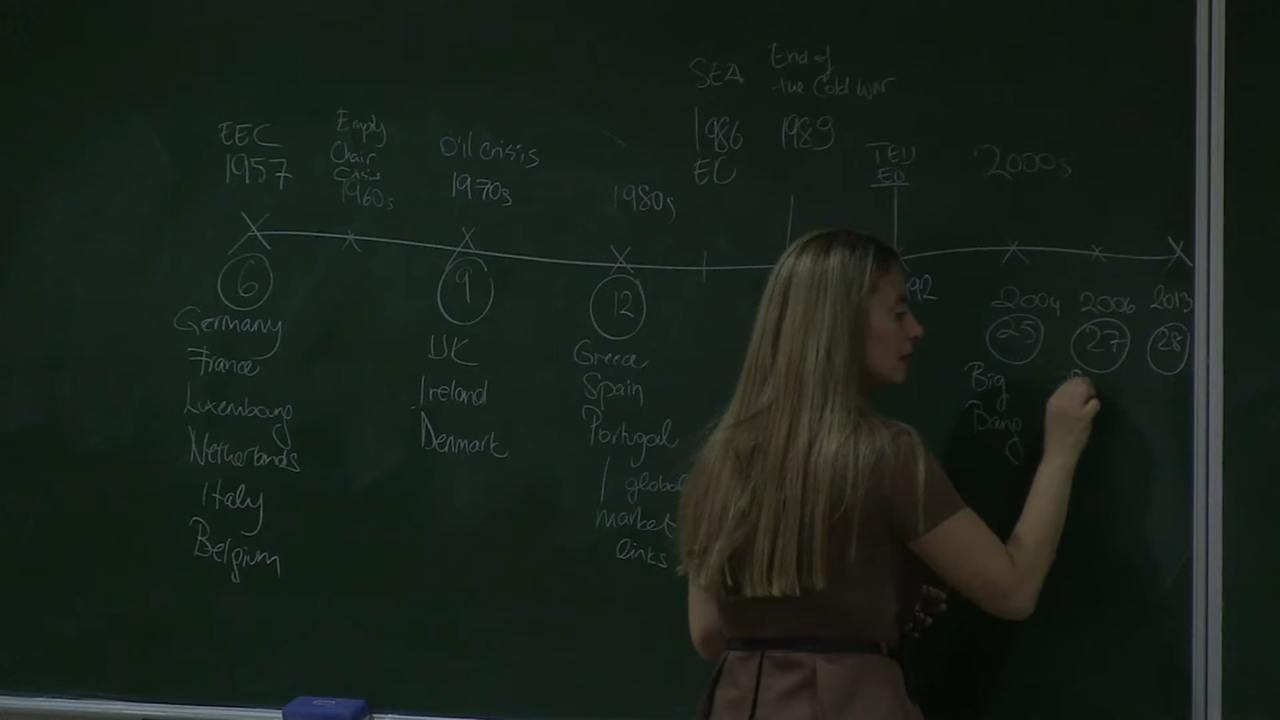 EEC
1957
Empty
Chair
Crisis
1960s
Oil crisis
1970s
1980s
SEA
1986
EC
End of
the Cold War
1989
TEU
EU
2000s
6
Germany
France
Luxembourg
Netherlands
Italy
Belgium
9
UK
Ireland
Denmark
12
Greece
Spain
Portugal
global
market
links
92
2004
25
Big
Bang
2006
27
2013
28